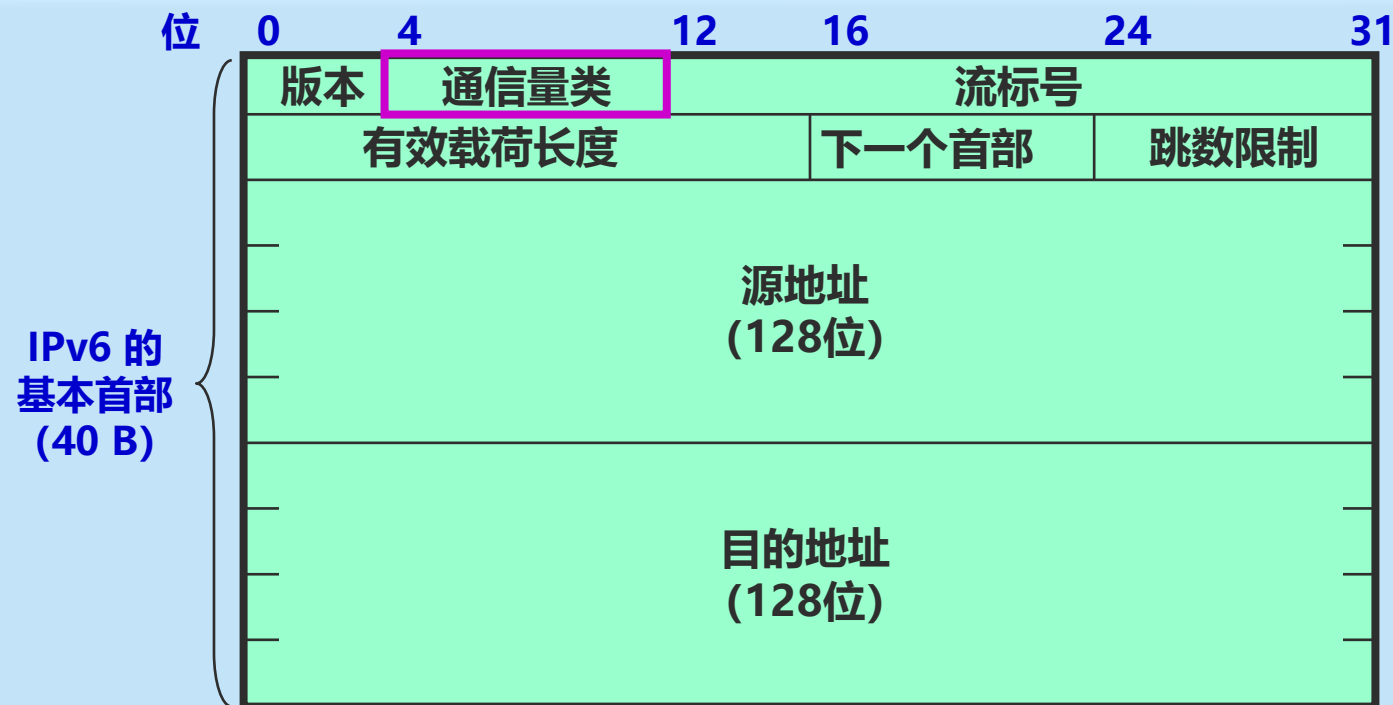 位 0 4 12 16 24 31
版本 通信量类 流标号
有效载荷长度 下一个首部 跳数限制
源地址
(128位)
IPv6 的
基本首部
(40 B)
目的地址
(128位)